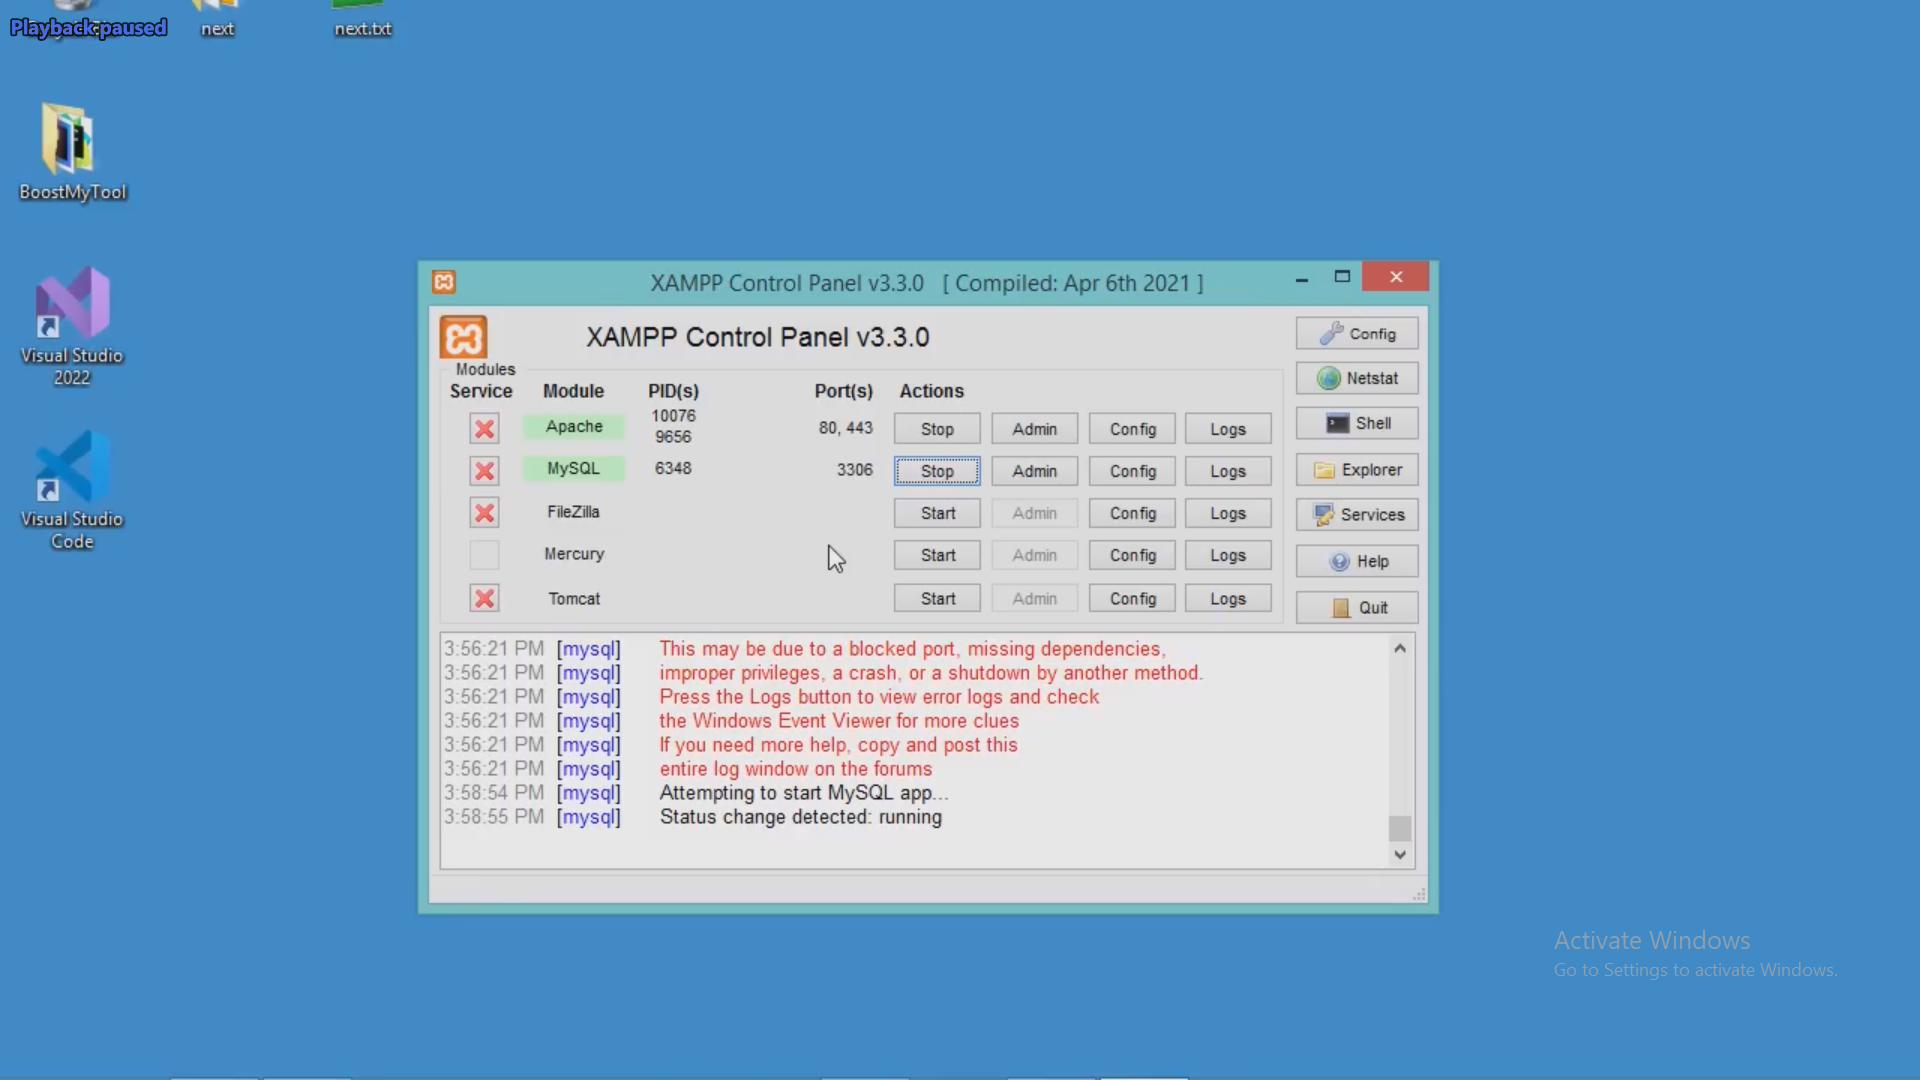 Playback paused
next
next.txt
BoostMyTool
Visual Studio
2022
Visual Studio
Code
XAMPP Control Panel v3.3.0 [ Compiled: Apr 6th 2021 ]
XAMPP Control Panel v3.3.0
Config
Modules
Netstat
Service Module PID(s) Port(s) Actions
Apache 10076
9656 80, 443 Stop Admin Config Logs
Shell
MySQL 6348 3306 Stop Admin Config Logs
Explorer
FileZilla Start Admin Config Logs
Services
Mercury Start Admin Config Logs
Help
Tomcat Start Admin Config Logs
Quit
3:56:21 PM [mysql] This may be due to a blocked port, missing dependencies,
3:56:21 PM [mysql] improper privileges, a crash, or a shutdown by another method.
3:56:21 PM [mysql] Press the Logs button to view error logs and check
3:56:21 PM [mysql] the Windows Event Viewer for more clues
3:56:21 PM [mysql] If you need more help, copy and post this
3:56:21 PM [mysql] entire log window on the forums
3:58:54 PM [mysql] Attempting to start MySQL app...
3:58:55 PM [mysql] Status change detected: running
Activate Windows
Go to Settings to activate Windows.